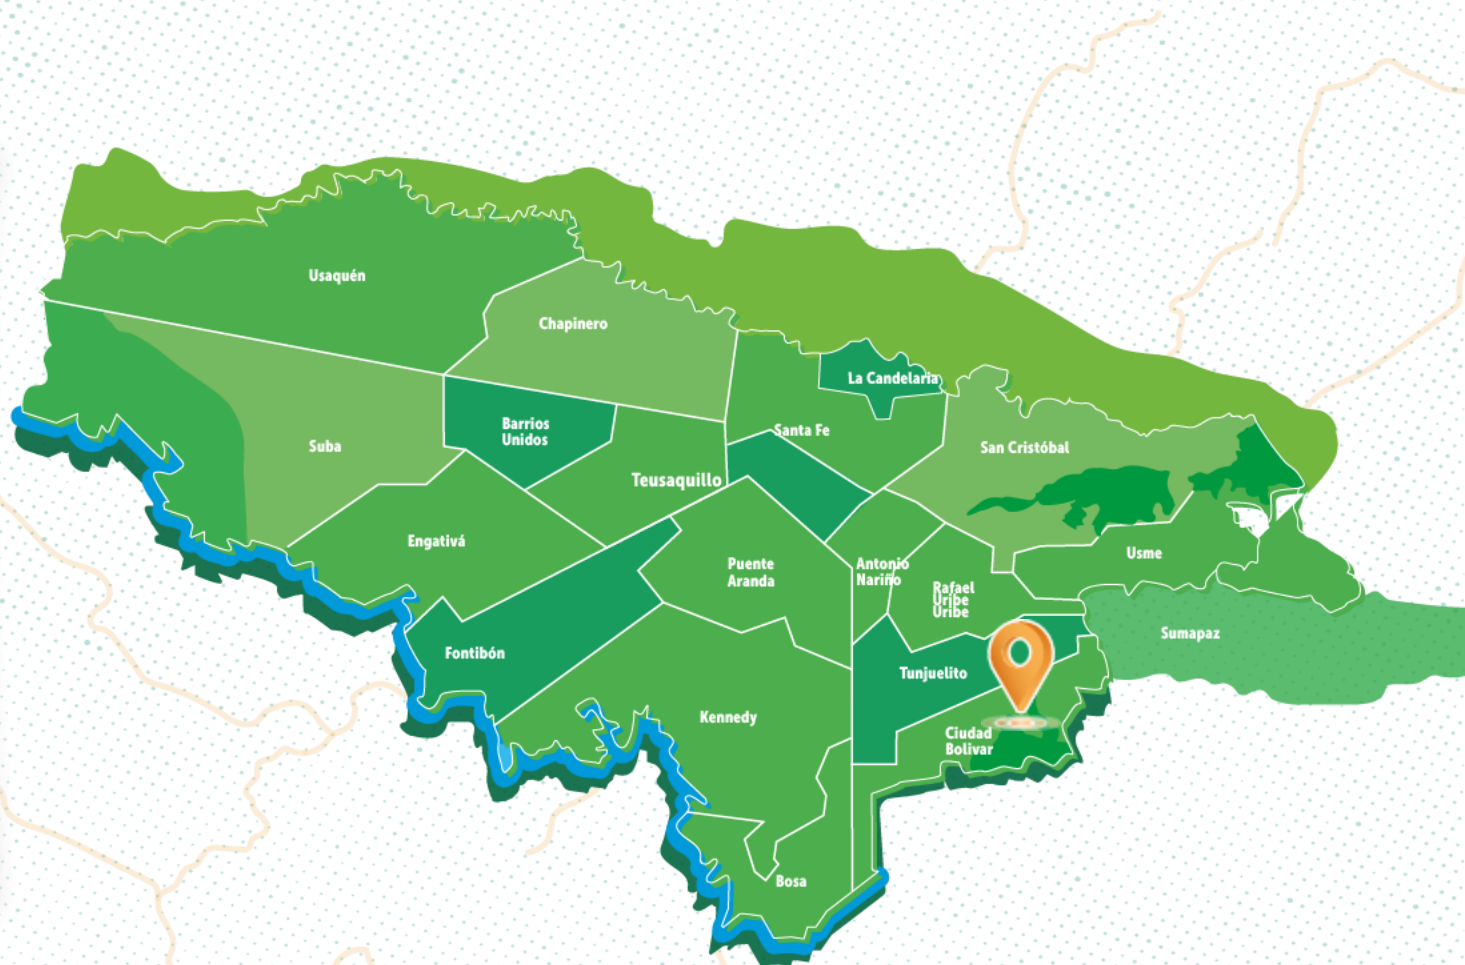 Usaquén
Chapinero
La Candelaria
Barrios
Unidos
Santa Fe
Suba
San Cristóbal
Teusaquillo
Engativá
Usme
Puente
Aranda
Antonio
Nariño
Rafael
Uribe
Uribe
Sumapaz
Fontibón
Tunjuelito
Kennedy
Ciudad
Bolivar
Bosa